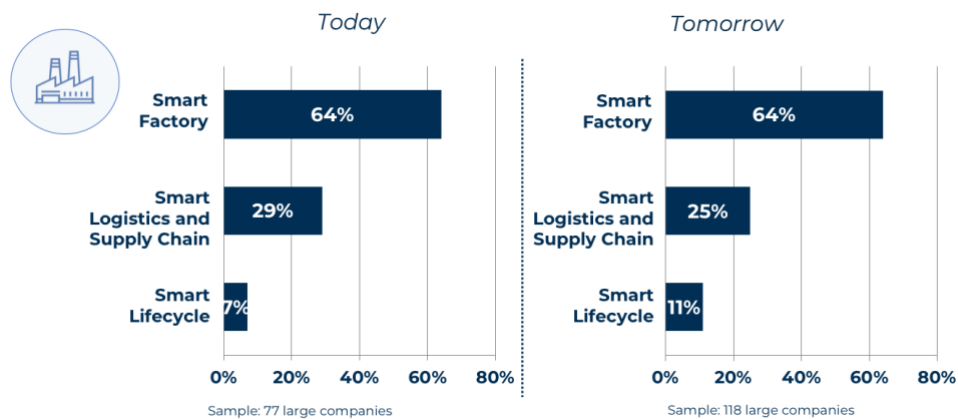 Today
Smart
Factory
64%
Smart
Logistics and
Supply Chain
29%
Smart
Lifecycle
7%
0% 20% 40% 60% 80%
Sample: 77 large companies
Tomorrow
Smart
Factory
64%
Smart
Logistics and
Supply Chain
25%
Smart
Lifecycle
11%
0% 20% 40% 60% 80%
Sample: 118 large companies